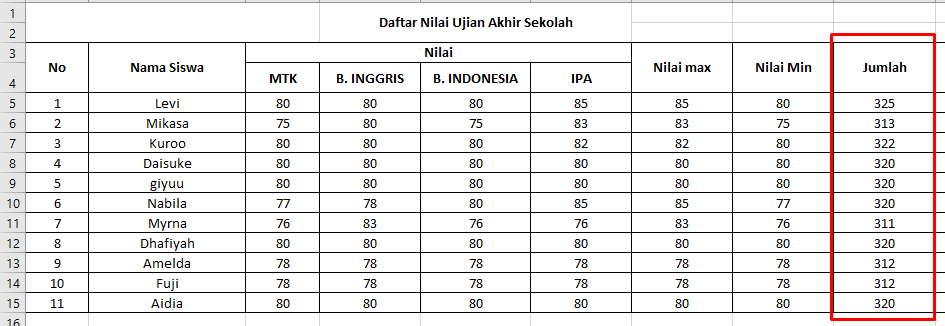 1
2 Daftar Nilai Ujian Akhir Sekolah
3 No Nama Siswa Nilai Nilai max Nilai Min Jumlah
4 MTK B. INGGRIS B. INDONESIA IPA
5 1 Levi 80 80 80 85 85 80 325
6 2 Mikasa 75 80 75 83 83 75 313
7 3 Kuroo 80 80 80 82 82 80 322
8 4 Daisuke 80 80 80 80 80 80 320
9 5 giyuu 80 80 80 80 80 80 320
10 6 Nabila 77 78 80 85 85 77 320
11 7 Myrna 76 83 76 76 83 76 311
12 8 Dhafiyah 80 80 80 80 80 80 320
13 9 Amelda 78 78 78 78 78 78 312
14 10 Fuji 78 78 78 78 78 78 312
15 11 Aidia 80 80 80 80 80 80 320
16